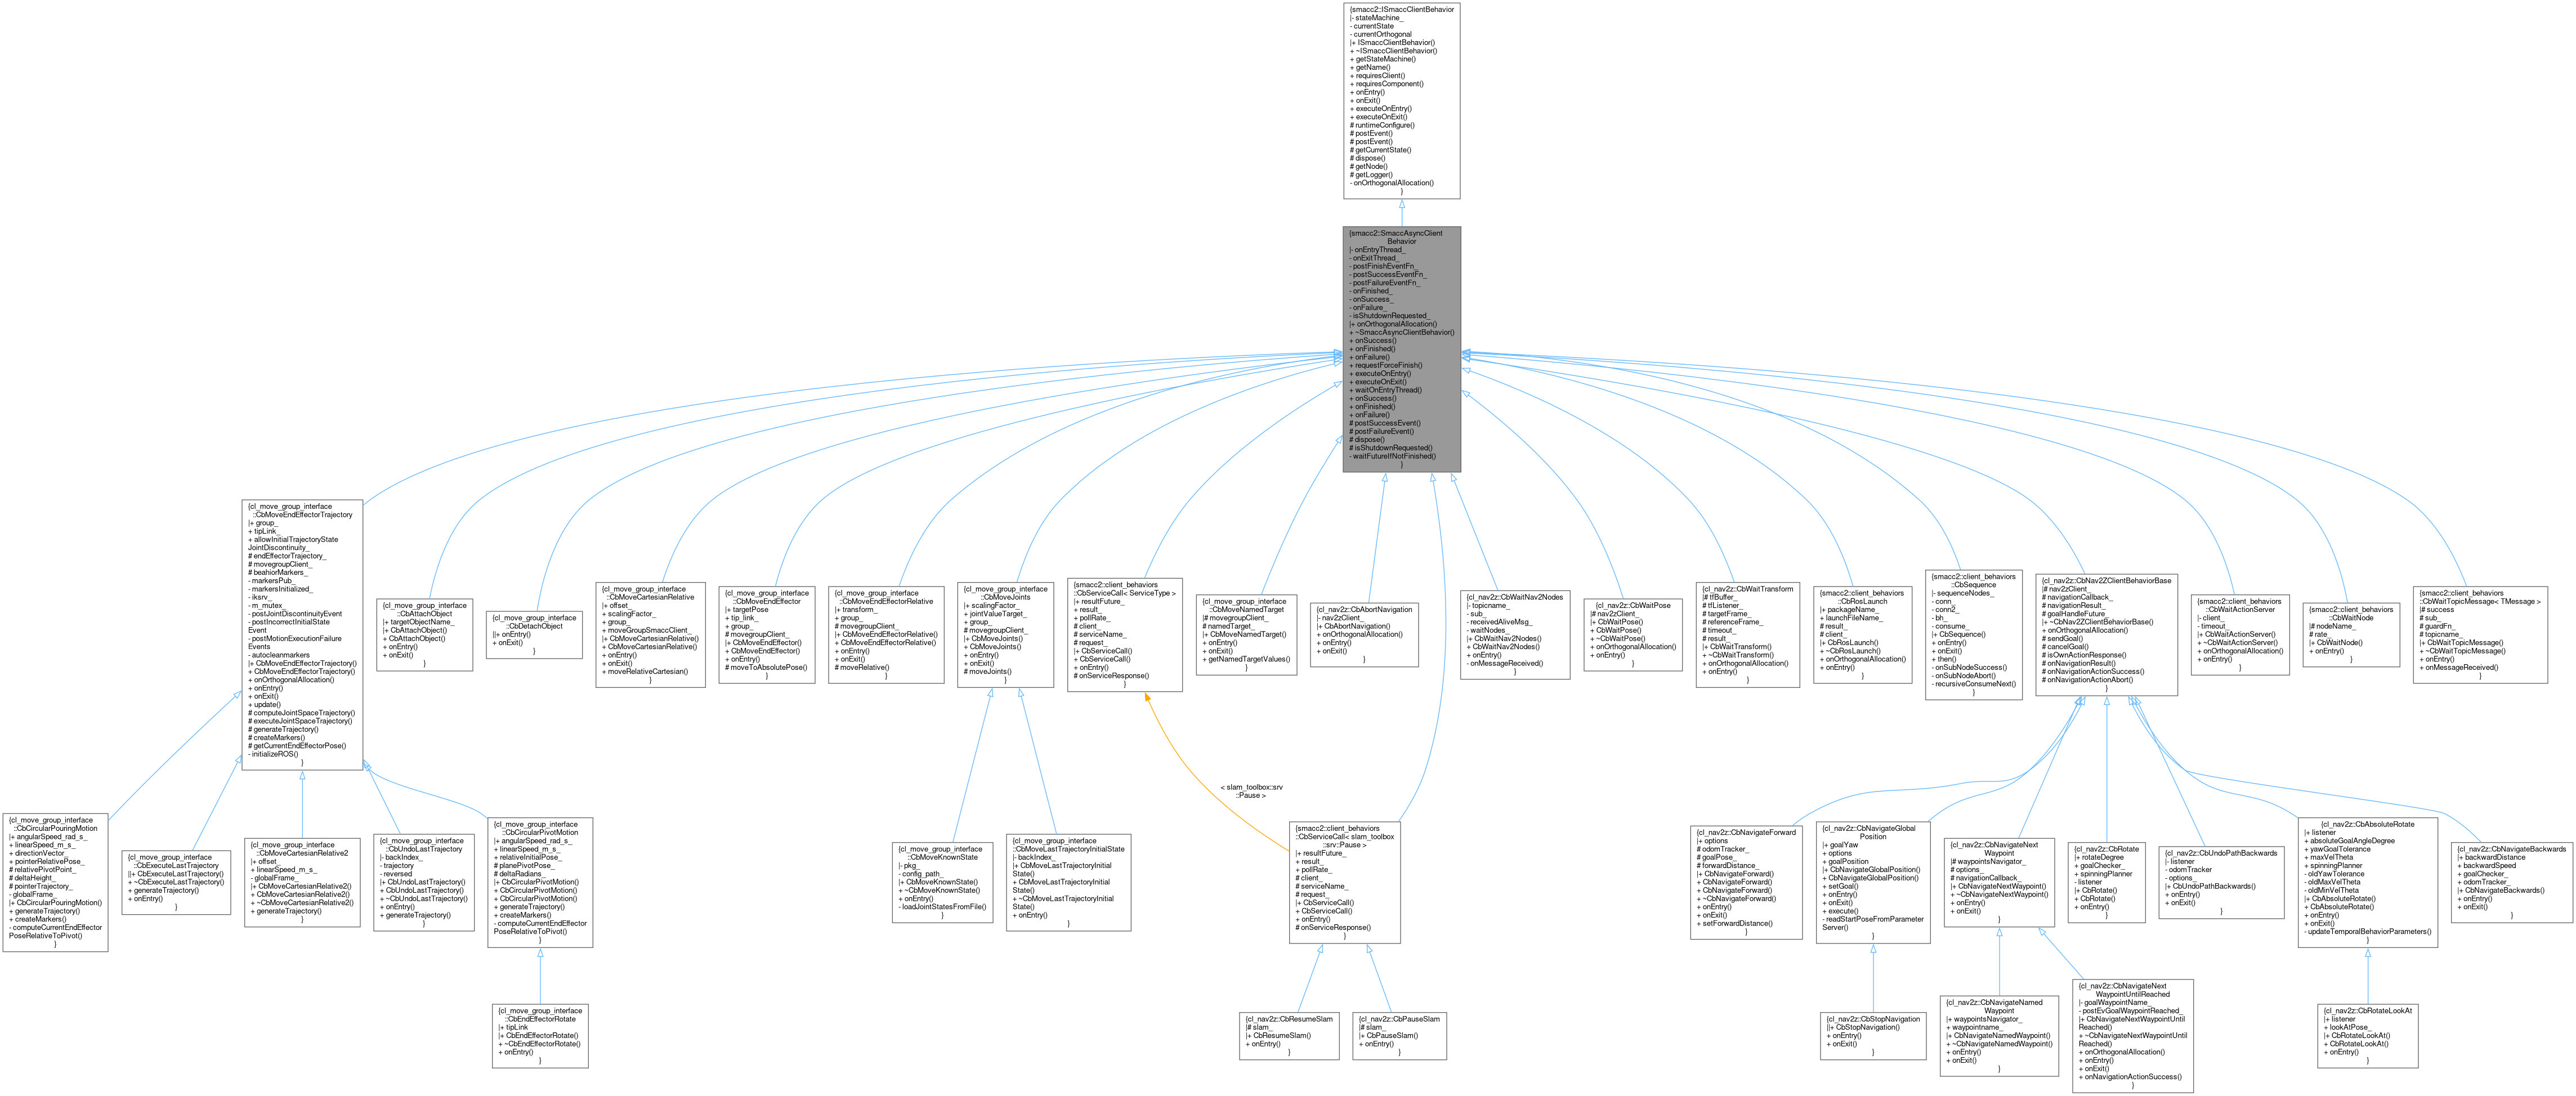 {smacc2::ISmaccClientBehavior
|- stateMachine_
- currentState
- currentOrthogonal
|+ ISmaccClientBehavior()
+ ~ISmaccClientBehavior()
+ getStateMachine()
+ getName()
+ requiresClient()
+ requiresComponent()
+ onEntry()
+ onExit()
+ executeOnEntry()
+ executeOnExit()
# runtimeConfigure()
# postEvent()
# postEvent()
# getCurrentState()
# dispose()
# getNode()
# getLogger()
- onOrthogonalAllocation()
}
{smacc2::SmaccAsyncClient
Behavior
|- onEntryThread_
- onExitThread_
- postFinishEventFn_
- postSuccessEventFn_
- postFailureEventFn_
- onFinished_
- onSuccess_
- onFailure_
- isShutdownRequested_
|+ onOrthogonalAllocation()
+ ~SmaccAsyncClientBehavior()
+ onSuccess()
+ onFinished()
+ onFailure()
+ requestForceFinish()
+ executeOnEntry()
+ executeOnExit()
+ waitOnEntryThread()
+ onSuccess()
+ onFinished()
+ onFailure()
# postSuccessEvent()
# postFailureEvent()
# dispose()
# isShutdownRequested()
- waitFutureIfNotFinished()
}
{cl_move_group_interface
::CbMoveEndEffectorTrajectory
|+ group_
+ tipLink_
+ allowInitialTrajectoryState
JointDiscontinuity_
# endEffectorTrajectory_
# movegroupClient_
# beahiorMarkers_
- markersPub_
- markersInitialized_
- iksrv_
- m_mutex_
- postJointDiscontinuityEvent
- postIncorrectInitialState
Event
- postMotionExecutionFailure
Events
- autocleanmarkers
|+ CbMoveEndEffectorTrajectory()
+ CbMoveEndEffectorTrajectory()
+ onOrthogonalAllocation()
+ onEntry()
+ onExit()
+ update()
# computeJointSpaceTrajectory()
# executeJointSpaceTrajectory()
# generateTrajectory()
# createMarkers()
# getCurrentEndEffectorPose()
- initializeROS()
}
{cl_move_group_interface
::CbAttachObject
|+ targetObjectName_
|+ CbAttachObject()
+ CbAttachObject()
+ onEntry()
+ onExit()
}
{cl_move_group_interface
::CbDetachObject
||+ onEntry()
+ onExit()
}
{cl_move_group_interface
::CbMoveCartesianRelative
|+ offset_
+ scalingFactor_
+ group_
+ moveGroupSmaccClient_
|+ CbMoveCartesianRelative()
+ CbMoveCartesianRelative()
+ onEntry()
+ onExit()
+ moveRelativeCartesian()
}
{cl_move_group_interface
::CbMoveEndEffector
|+ targetPose
+ tip_link_
+ group_
# movegroupClient_
|+ CbMoveEndEffector()
+ CbMoveEndEffector()
+ onEntry()
# moveToAbsolutePose()
}
{cl_move_group_interface
::CbMoveEndEffectorRelative
|+ transform_
+ group_
# movegroupClient_
|+ CbMoveEndEffectorRelative()
+ CbMoveEndEffectorRelative()
+ onEntry()
+ onExit()
# moveRelative()
}
{cl_move_group_interface
::CbMoveJoints
|+ scalingFactor_
+ jointValueTarget_
+ group_
# movegroupClient_
|+ CbMoveJoints()
+ CbMoveJoints()
+ onEntry()
+ onExit()
# moveJoints()
}
{smacc2::client_behaviors
::CbServiceCall< ServiceType >
|+ resultFuture_
+ result_
+ pollRate_
# client_
# serviceName_
# request_
|+ CbServiceCall()
+ CbServiceCall()
+ onEntry()
# onServiceResponse()
}
{cl_move_group_interface
::CbMoveNamedTarget
|# movegroupClient_
# namedTarget_
|+ CbMoveNamedTarget()
+ onEntry()
+ onExit()
+ getNamedTargetValues()
}
{cl_nav2z::CbAbortNavigation
|- nav2zClient_
|+ CbAbortNavigation()
+ onOrthogonalAllocation()
+ onEntry()
+ onExit()
}
{cl_nav2z::CbWaitNav2Nodes
|- topicname_
- sub_
- receivedAliveMsg_
- waitNodes_
|+ CbWaitNav2Nodes()
+ CbWaitNav2Nodes()
+ onEntry()
- onMessageReceived()
}
{cl_nav2z::CbWaitPose
|# nav2zClient_
|+ CbWaitPose()
+ CbWaitPose()
+ ~CbWaitPose()
+ onOrthogonalAllocation()
+ onEntry()
}
{cl_nav2z::CbWaitTransform
|# tfBuffer_
# tfListener_
# targetFrame_
# referenceFrame_
# timeout_
# result_
|+ CbWaitTransform()
+ ~CbWaitTransform()
+ onOrthogonalAllocation()
+ onEntry()
}
{smacc2::client_behaviors
::CbRosLaunch
|+ packageName_
+ launchFileName_
# result_
# client_
|+ CbRosLaunch()
+ ~CbRosLaunch()
+ onOrthogonalAllocation()
+ onEntry()
}
{smacc2::client_behaviors
::CbSequence
|- sequenceNodes_
- conn_
- conn2_
- bh_
- consume_
|+ CbSequence()
+ onEntry()
+ onExit()
+ then()
- onSubNodeSuccess()
- onSubNodeAbort()
- recursiveConsumeNext()
}
{cl_nav2z::CbNav2ZClientBehaviorBase
|# nav2zClient_
# navigationCallback_
# navigationResult_
# goalHandleFuture_
|+ ~CbNav2ZClientBehaviorBase()
+ onOrthogonalAllocation()
# sendGoal()
# cancelGoal()
# isOwnActionResponse()
# onNavigationResult()
# onNavigationActionSuccess()
# onNavigationActionAbort()
}
{smacc2::client_behaviors
::CbWaitActionServer
|- client_
- timeout_
|+ CbWaitActionServer()
+ ~CbWaitActionServer()
+ onOrthogonalAllocation()
+ onEntry()
}
{smacc2::client_behaviors
::CbWaitNode
|# nodeName_
# rate_
|+ CbWaitNode()
+ onEntry()
}
{smacc2::client_behaviors
::CbWaitTopicMessage< TMessage >
|# success
# sub_
# guardFn_
# topicname_
|+ CbWaitTopicMessage()
+ ~CbWaitTopicMessage()
+ onEntry()
+ onMessageReceived()
}
< slam_toolbox::srv
::Pause >
{cl_move_group_interface
::CbCircularPouringMotion
|+ angularSpeed_rad_s_
+ linearSpeed_m_s_
+ directionVector_
+ pointerRelativePose_
# relativePivotPoint_
# deltaHeight_
# pointerTrajectory_
- globalFrame_
|+ CbCircularPouringMotion()
+ generateTrajectory()
+ createMarkers()
- computeCurrentEndEffector
PoseRelativeToPivot()
}
{cl_move_group_interface
::CbExecuteLastTrajectory
||+ CbExecuteLastTrajectory()
+ ~CbExecuteLastTrajectory()
+ generateTrajectory()
+ onEntry()
}
{cl_move_group_interface
::CbMoveCartesianRelative2
|+ offset_
+ linearSpeed_m_s_
- globalFrame_
|+ CbMoveCartesianRelative2()
+ CbMoveCartesianRelative2()
+ ~CbMoveCartesianRelative2()
+ generateTrajectory()
}
{cl_move_group_interface
::CbUndoLastTrajectory
|- backIndex_
- trajectory
- reversed
|+ CbUndoLastTrajectory()
+ CbUndoLastTrajectory()
+ ~CbUndoLastTrajectory()
+ onEntry()
+ generateTrajectory()
}
{cl_move_group_interface
::CbCircularPivotMotion
|+ angularSpeed_rad_s_
+ linearSpeed_m_s_
+ relativeInitialPose_
# planePivotPose_
# deltaRadians_
|+ CbCircularPivotMotion()
+ CbCircularPivotMotion()
+ CbCircularPivotMotion()
+ generateTrajectory()
+ createMarkers()
- computeCurrentEndEffector
PoseRelativeToPivot()
}
{cl_move_group_interface
::CbMoveKnownState
|- pkg_
- config_path_
|+ CbMoveKnownState()
+ ~CbMoveKnownState()
+ onEntry()
- loadJointStatesFromFile()
}
{cl_move_group_interface
::CbMoveLastTrajectoryInitialState
|- backIndex_
|+ CbMoveLastTrajectoryInitial
State()
+ CbMoveLastTrajectoryInitial
State()
+ ~CbMoveLastTrajectoryInitial
State()
+ onEntry()
}
{smacc2::client_behaviors
::CbServiceCall< slam_toolbox
::srv::Pause >
|+ resultFuture_
+ result_
+ pollRate_
# client_
# serviceName_
# request_
|+ CbServiceCall()
+ CbServiceCall()
+ onEntry()
# onServiceResponse()
}
{cl_nav2z::CbNavigateForward
|+ options
# odomTracker_
# goalPose_
# forwardDistance_
|+ CbNavigateForward()
+ CbNavigateForward()
+ CbNavigateForward()
+ ~CbNavigateForward()
+ onEntry()
+ onExit()
+ setForwardDistance()
}
{cl_nav2z::CbNavigateGlobal
Position
|+ goalYaw
+ options
+ goalPosition
|+ CbNavigateGlobalPosition()
+ CbNavigateGlobalPosition()
+ setGoal()
+ onEntry()
+ onExit()
+ execute()
- readStartPoseFromParameter
Server()
}
{cl_nav2z::CbNavigateNext
Waypoint
|# waypointsNavigator_
# options_
# navigationCallback_
|+ CbNavigateNextWaypoint()
+ ~CbNavigateNextWaypoint()
+ onEntry()
+ onExit()
}
{cl_nav2z::CbRotate
|+ rotateDegree
+ goalChecker_
+ spinningPlanner
- listener
|+ CbRotate()
+ CbRotate()
+ onEntry()
}
{cl_nav2z::CbUndoPathBackwards
|- listener
- odomTracker
- options_
|+ CbUndoPathBackwards()
+ onEntry()
+ onExit()
}
{cl_nav2z::CbAbsoluteRotate
|+ listener
+ absoluteGoalAngleDegree
+ yawGoalTolerance
+ maxVelTheta
+ spinningPlanner
- oldYawTolerance
- oldMaxVelTheta
- oldMinVelTheta
|+ CbAbsoluteRotate()
+ CbAbsoluteRotate()
+ onEntry()
+ onExit()
- updateTemporalBehaviorParameters()
}
{cl_nav2z::CbNavigateBackwards
|+ backwardDistance
+ backwardSpeed
+ goalChecker_
+ odomTracker_
|+ CbNavigateBackwards()
+ onEntry()
+ onExit()
}
{cl_move_group_interface
::CbEndEffectorRotate
|+ tipLink
|+ CbEndEffectorRotate()
+ ~CbEndEffectorRotate()
+ onEntry()
}
{cl_nav2z::CbResumeSlam
|# slam_
|+ CbResumeSlam()
+ onEntry()
}
{cl_nav2z::CbPauseSlam
|# slam_
|+ CbPauseSlam()
+ onEntry()
}
{cl_nav2z::CbStopNavigation
||+ CbStopNavigation()
+ onEntry()
+ onExit()
}
{cl_nav2z::CbNavigateNamed
Waypoint
|+ waypointsNavigator_
+ waypointname_
|+ CbNavigateNamedWaypoint()
+ ~CbNavigateNamedWaypoint()
+ onEntry()
+ onExit()
}
{cl_nav2z::CbNavigateNext
WaypointUntilReached
|- goalWaypointName_
- postEvGoalWaypointReached_
|+ CbNavigateNextWaypointUntil
Reached()
+ ~CbNavigateNextWaypointUntil
Reached()
+ onOrthogonalAllocation()
+ onEntry()
+ onExit()
+ onNavigationActionSuccess()
}
{cl_nav2z::CbRotateLookAt
|+ listener
+ lookAtPose_
|+ CbRotateLookAt()
+ CbRotateLookAt()
+ onEntry()
}